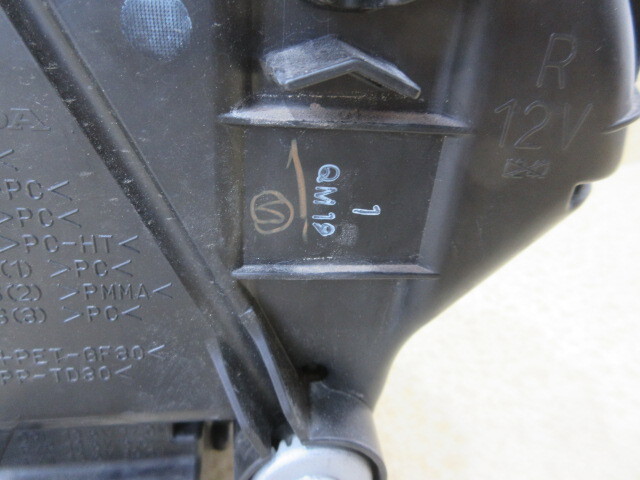 R
12V
1
QM19
>PC<
>PC<
>PC-HT<
(1) >PC<
(2) >PMMA<
(3) >PC<
+PET-GF30<
PP-TD30<